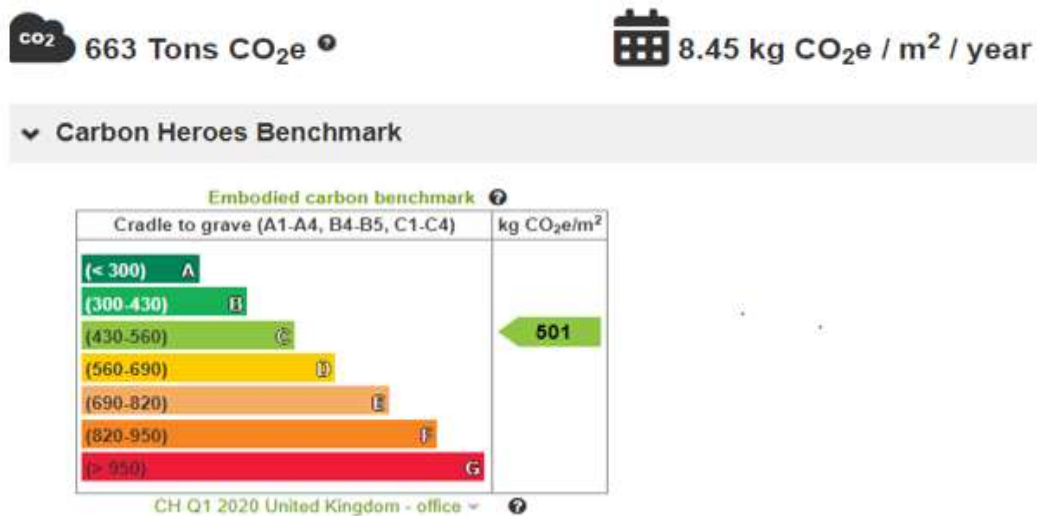 CO2 663 Tons CO₂e ?
8.45 kg CO₂e / m² / year
Carbon Heroes Benchmark
Embodied carbon benchmark ?
Cradle to grave (A1-A4, B4-B5, C1-C4) kg CO₂e/m²
(< 300) A
(300-430) B
(430-560) C 501
(560-690) D
(690-820) E
(820-950) F
(> 950) G
CH Q1 2020 United Kingdom - office ?